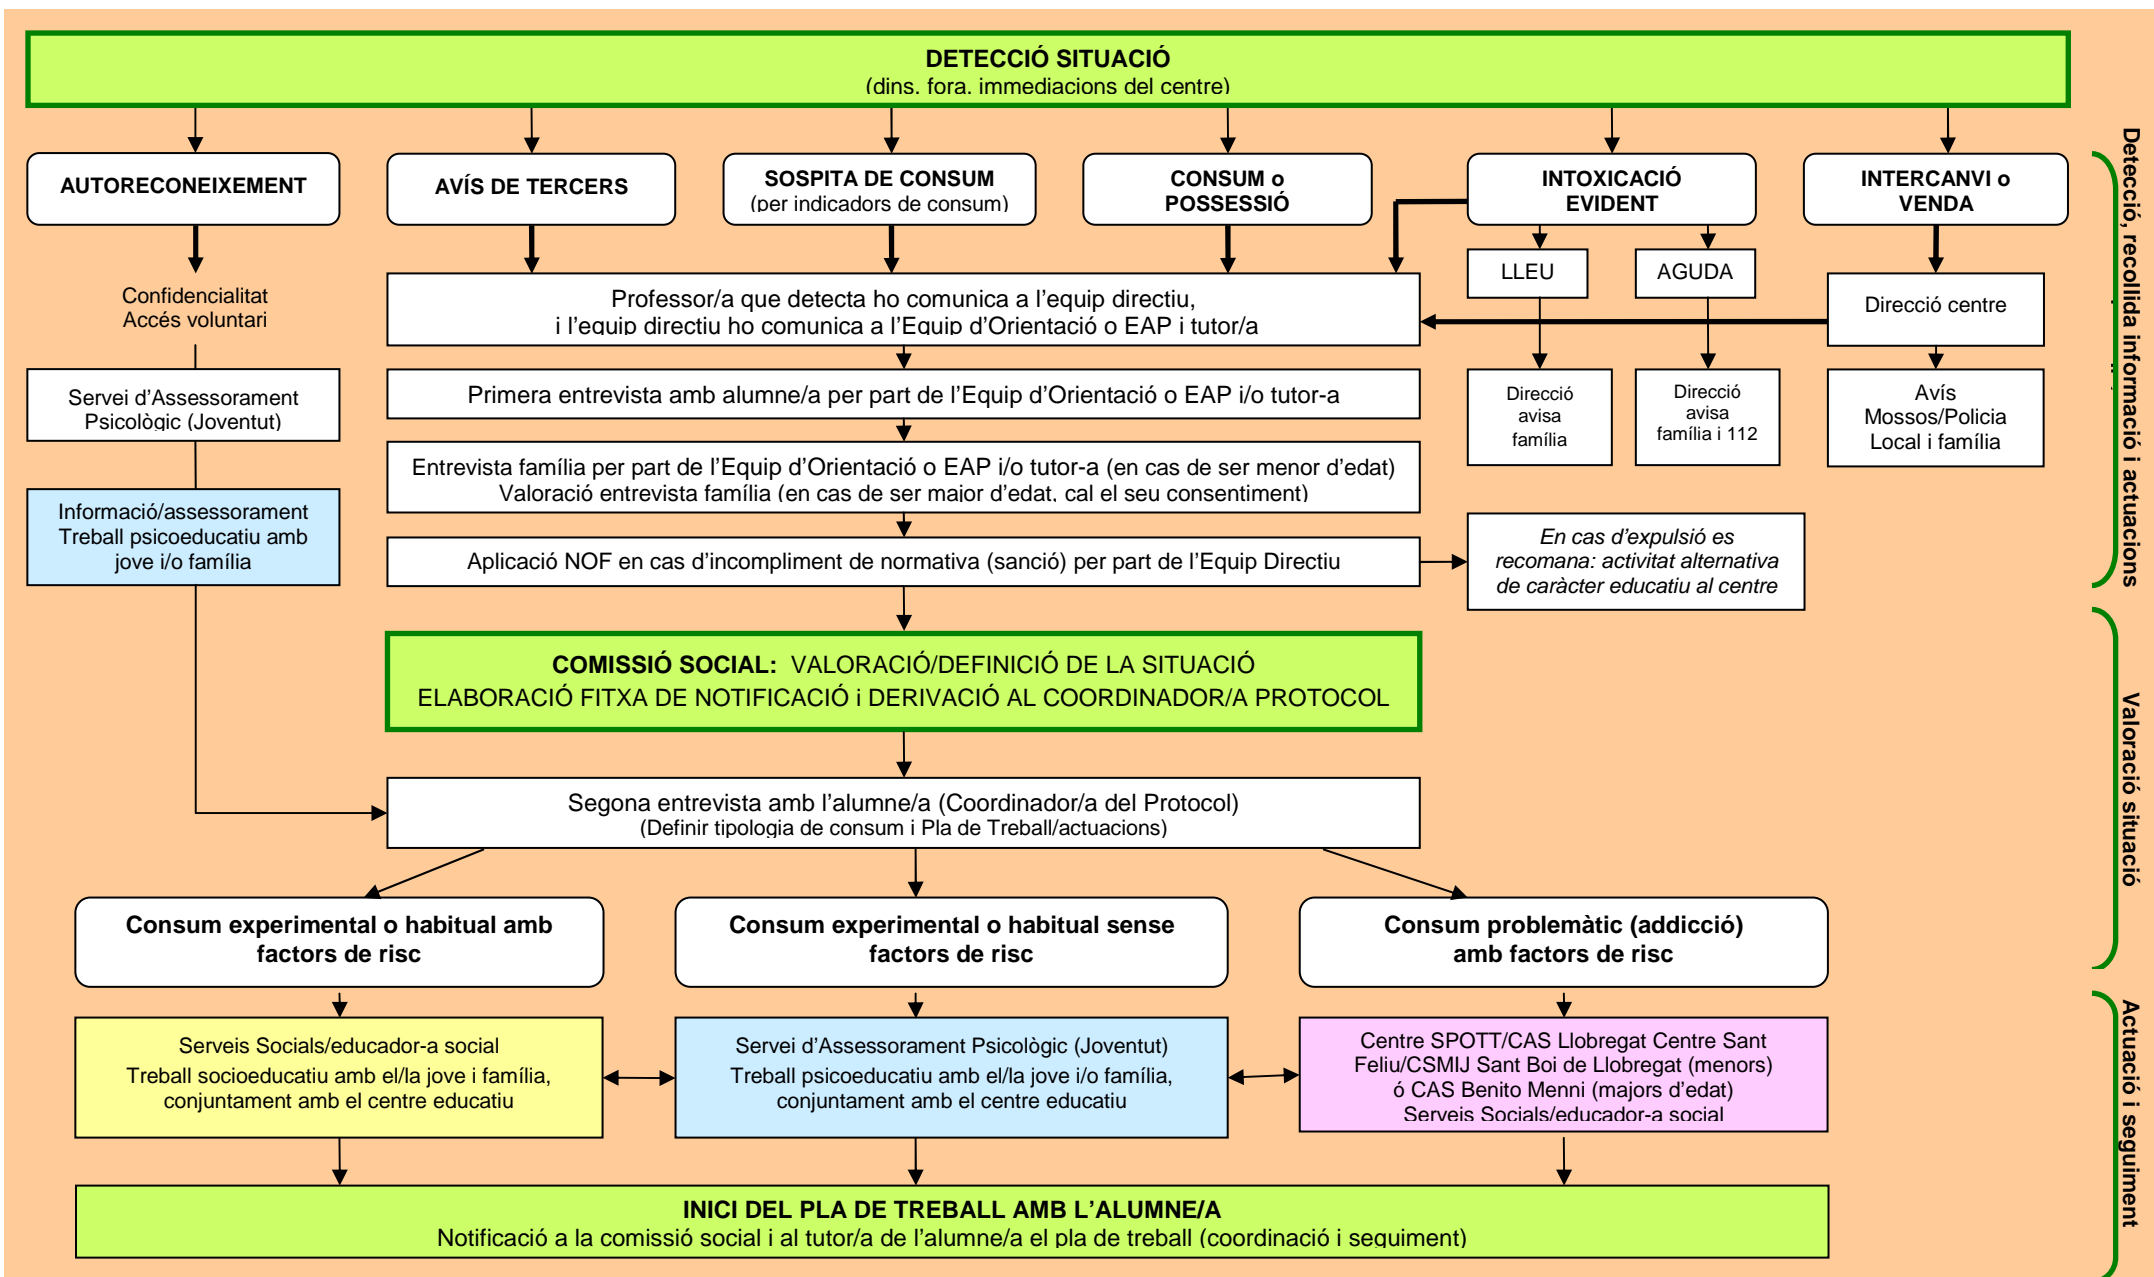 DETECCIÓ SITUACIÓ
(dins. fora. immediacions del centre)
AUTORECONEIXEMENT
AVÍS DE TERCERS
SOSPITA DE CONSUM
(per indicadors de consum)
CONSUM o
POSSESSIÓ
INTOXICACIÓ
EVIDENT
INTERCANVI o
VENDA
Detecció, recollida informació i actuacions
Confidencialitat
Accés voluntari
Professor/a que detecta ho comunica a l'equip directiu,
i l'equip directiu ho comunica a l'Equip d'Orientació o EAP i tutor/a
LLEU
AGUDA
Direcció centre
Servei d'Assessorament
Psicològic (Joventut)
Primera entrevista amb alumne/a per part de l'Equip d'Orientació o EAP i/o tutor-a
Direcció
avisa
família
Direcció
avisa
família i 112
Avís
Mossos/Policia
Local i família
Entrevista família per part de l'Equip d'Orientació o EAP i/o tutor-a (en cas de ser menor d'edat)
Valoració entrevista família (en cas de ser major d'edat, cal el seu consentiment)
Informació/assessorament
Treball psicoeducatiu amb
jove i/o família
Aplicació NOF en cas d'incompliment de normativa (sanció) per part de l'Equip Directiu
En cas d'expulsió es
recomana: activitat alternativa
de caràcter educatiu al centre
COMISSIÓ SOCIAL: VALORACIÓ/DEFINICIÓ DE LA SITUACIÓ
ELABORACIÓ FITXA DE NOTIFICACIÓ i DERIVACIÓ AL COORDINADOR/A PROTOCOL
Valoració situació
Segona entrevista amb l'alumne/a (Coordinador/a del Protocol)
(Definir tipologia de consum i Pla de Treball/actuacions)
Consum experimental o habitual amb
factors de risc
Consum experimental o habitual sense
factors de risc
Consum problemàtic (addicció)
amb factors de risc
Serveis Socials/educador-a social
Treball socioeducatiu amb el/la jove i família,
conjuntament amb el centre educatiu
Servei d'Assessorament Psicològic (Joventut)
Treball psicoeducatiu amb el/la jove i/o família,
conjuntament amb el centre educatiu
Centre SPOTT/CAS Llobregat Centre Sant
Feliu/CSMIJ Sant Boi de Llobregat (menors)
ó CAS Benito Menni (majors d'edat)
Serveis Socials/educador-a social
Actuació i seguiment
INICI DEL PLA DE TREBALL AMB L'ALUMNE/A
Notificació a la comissió social i al tutor/a de l'alumne/a el pla de treball (coordinació i seguiment)